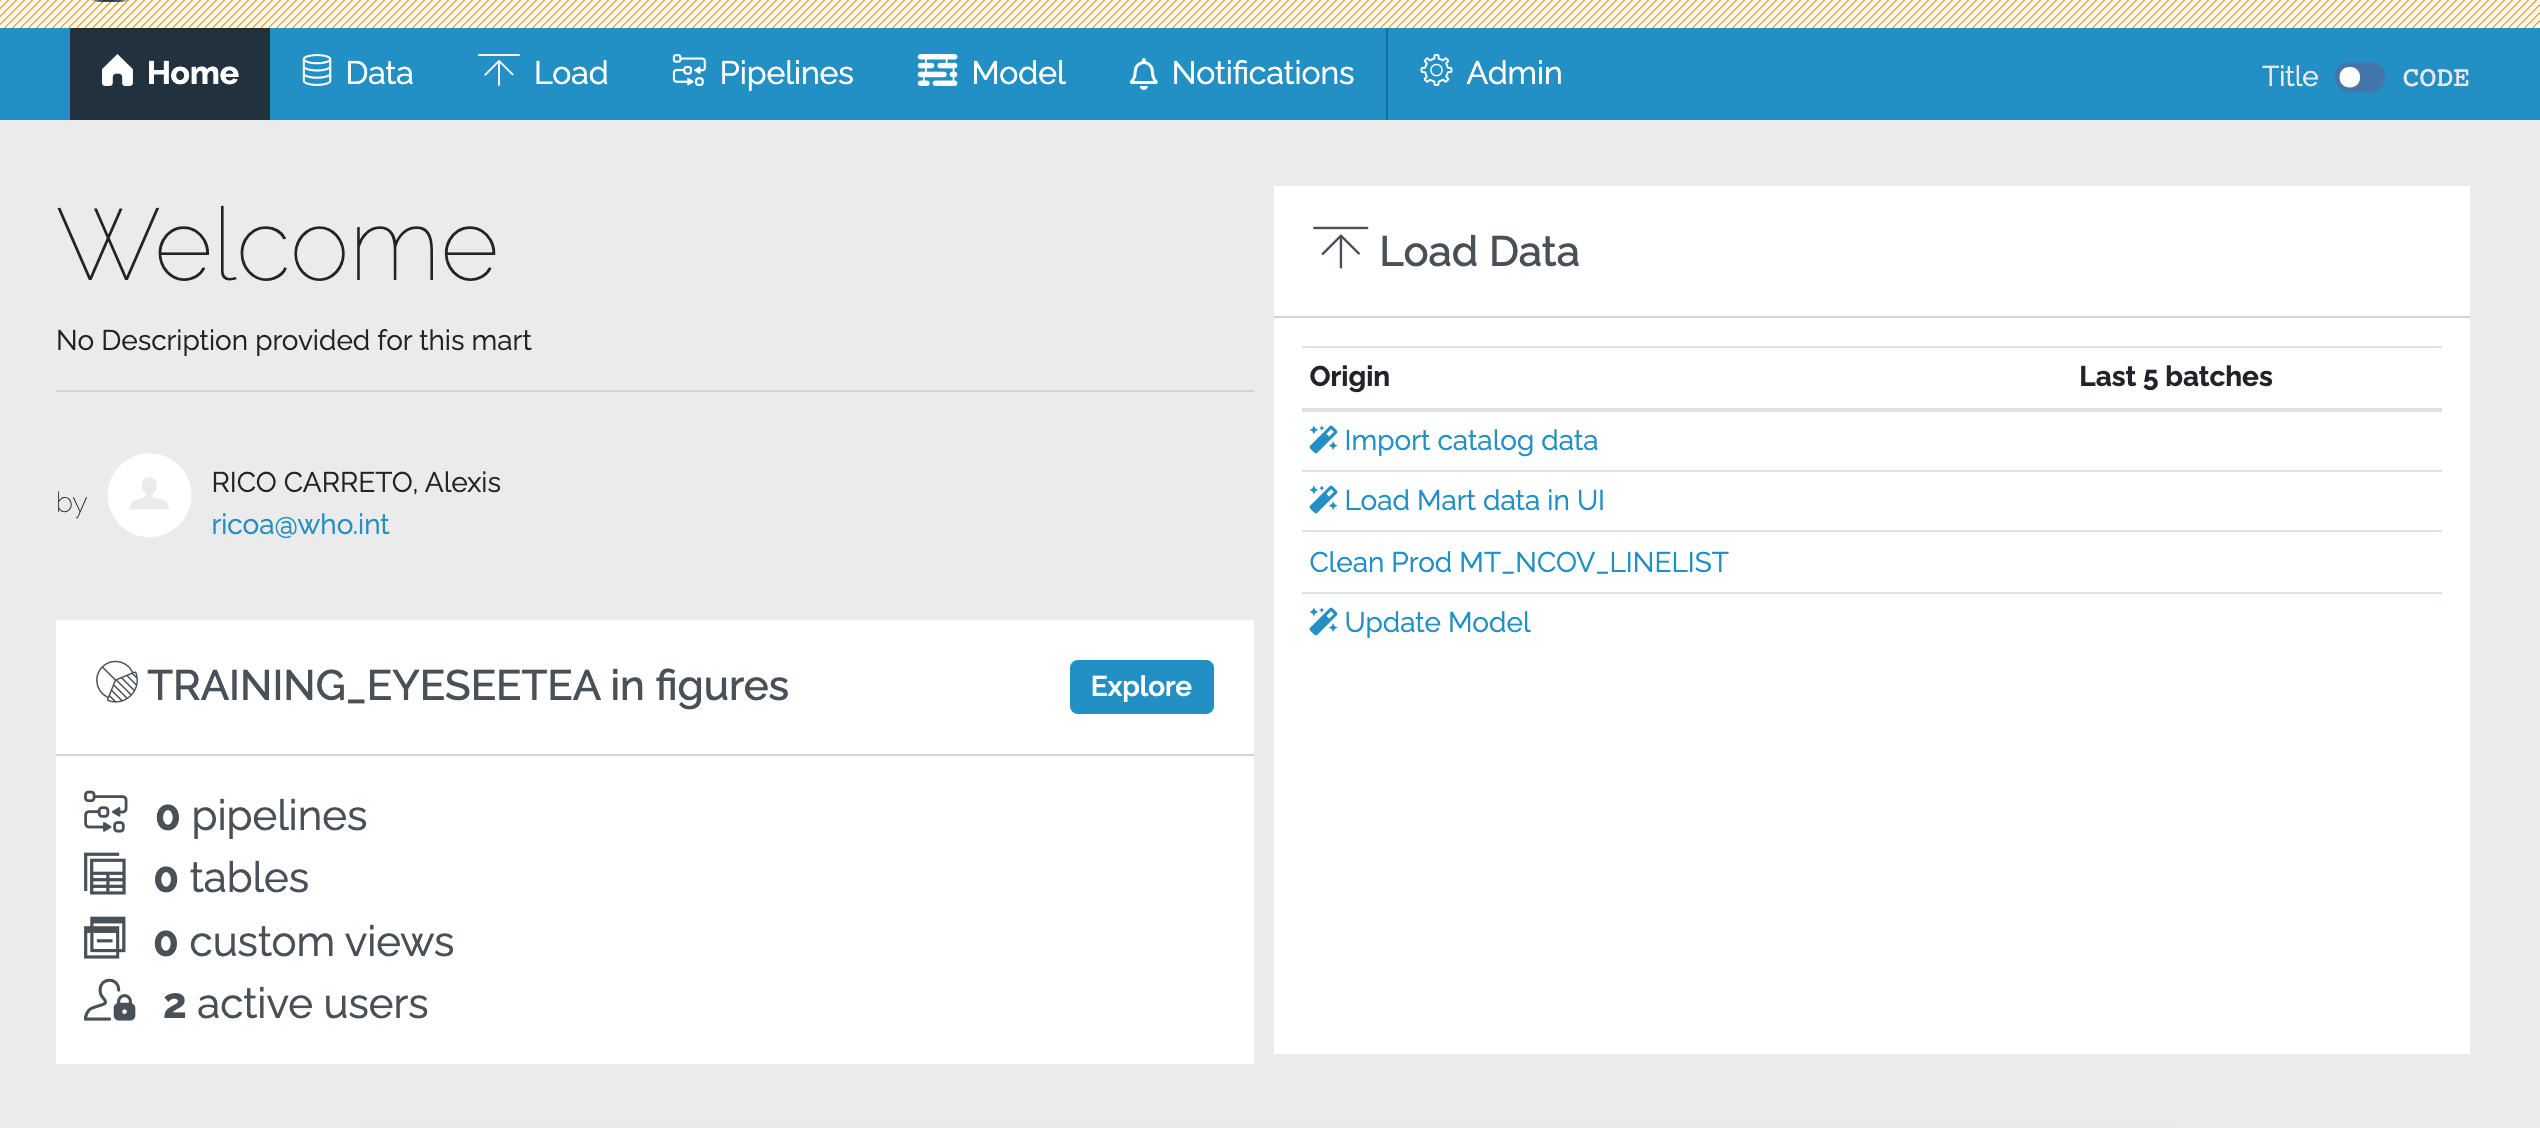 Home Data Load Pipelines Model Notifications Admin Title CODE
Welcome
No Description provided for this mart
by
RICO CARRETO, Alexis
ricoa@who.int
TRAINING_EYESEETEA in figures
Explore
0 pipelines
0 tables
0 custom views
2 active users
Load Data
Origin Last 5 batches
Import catalog data
Load Mart data in UI
Clean Prod MT_NCOV_LINELIST
Update Model